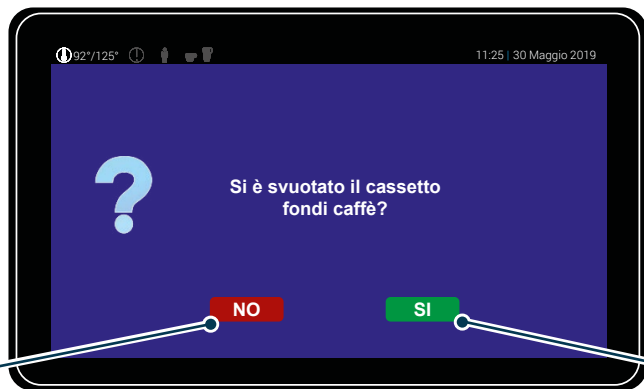 92°/125°
11:25 | 30 Maggio 2019
?
Si è svuotato il cassetto
fondi caffè?
NO
SI